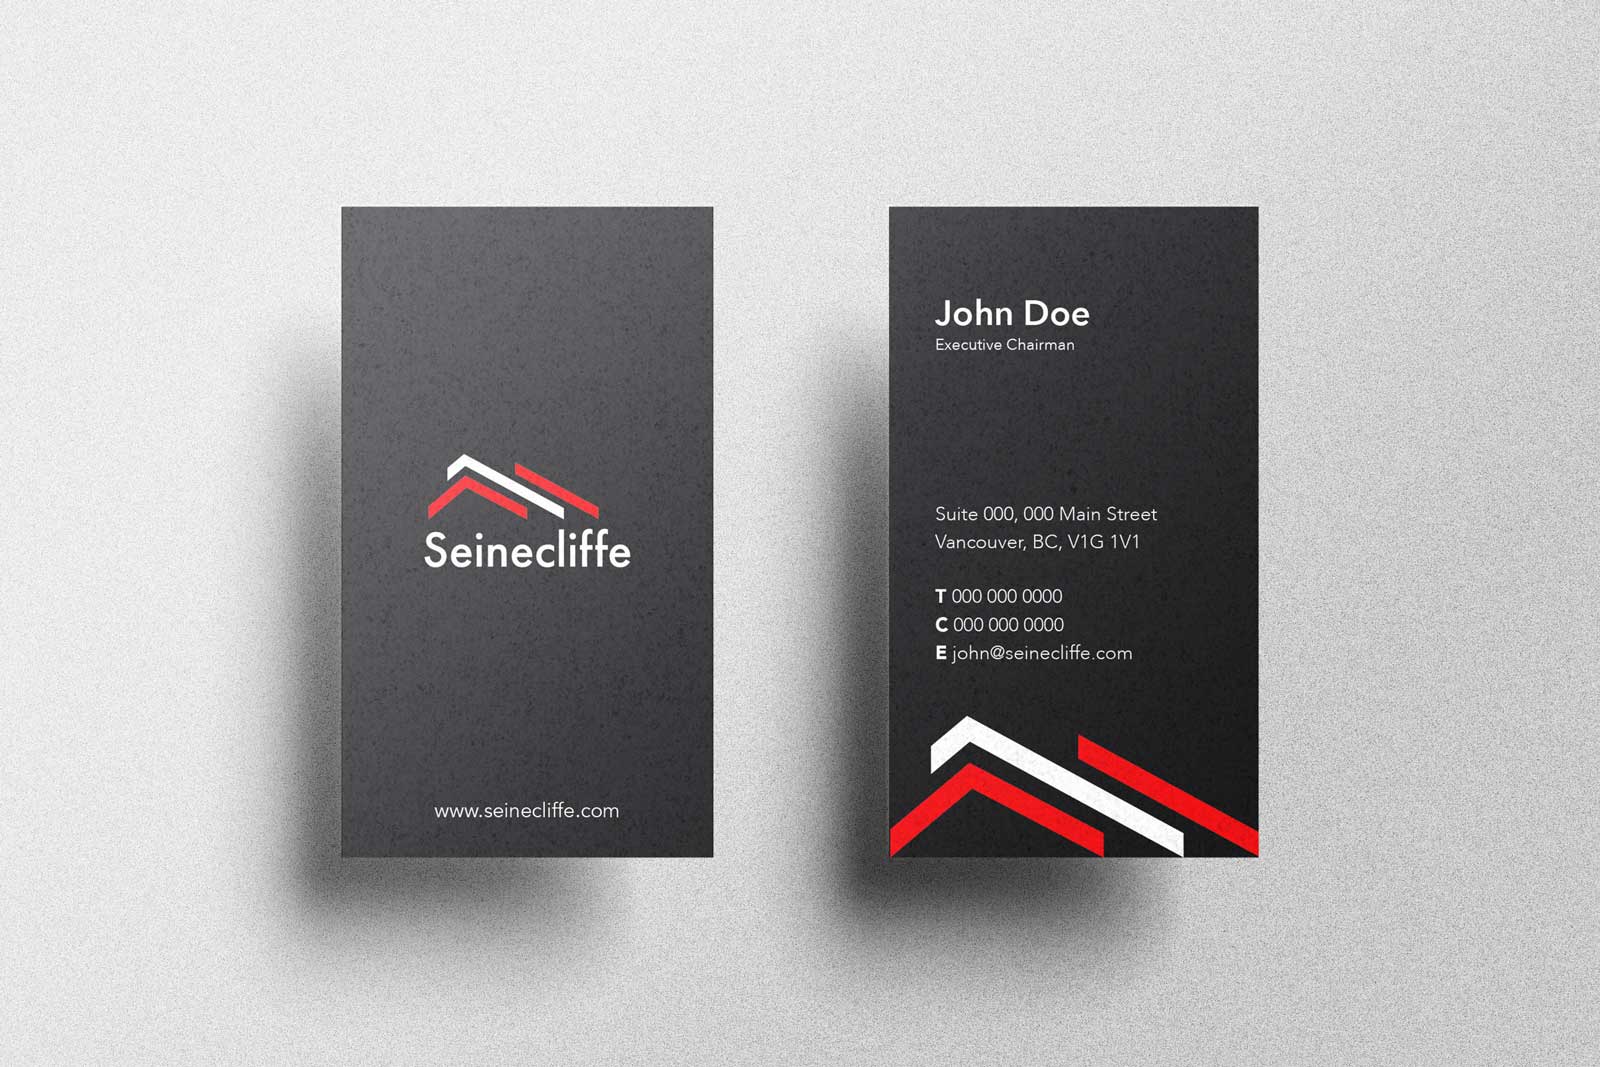 Seinecliffe
www.seinecliffe.com
John Doe
Executive Chairman
Suite 000, 000 Main Street
Vancouver, BC, V1G 1V1
T 000 000 0000
C 000 000 0000
E john@seinecliffe.com